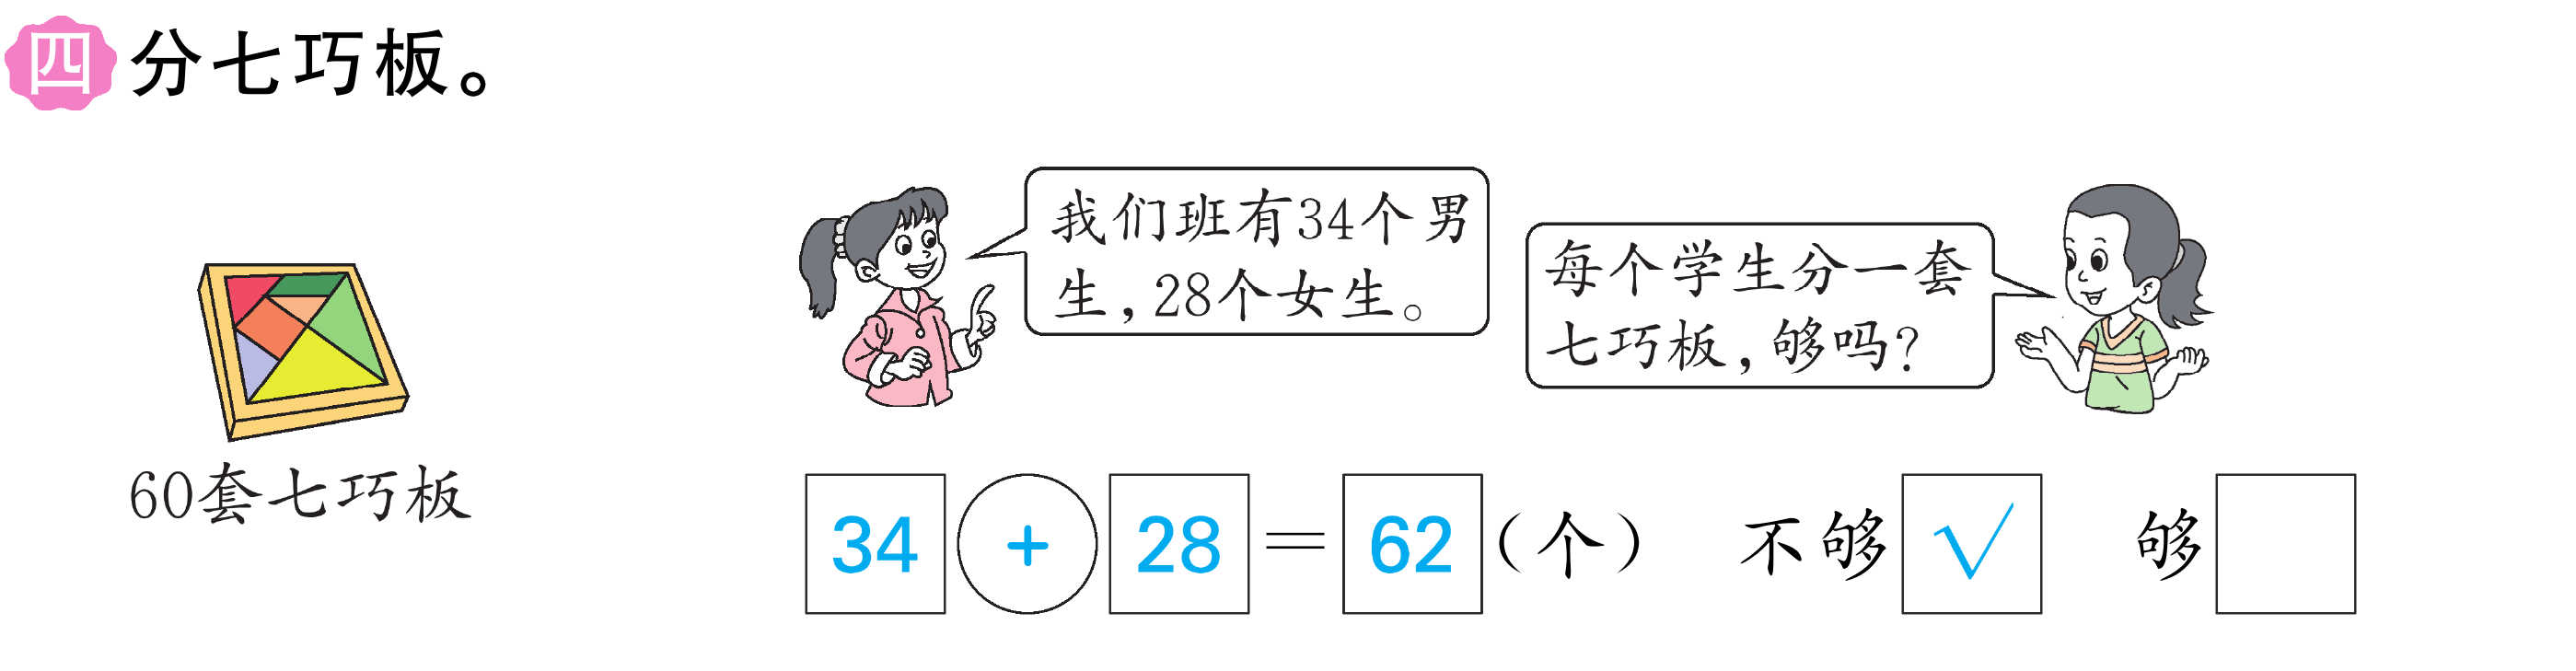 四 分七巧板。
我们班有34个男
生,28个女生。
每个学生分一套
七巧板,够吗?
60套七巧板
34 + 28 = 62 (个) 不够 √ 够